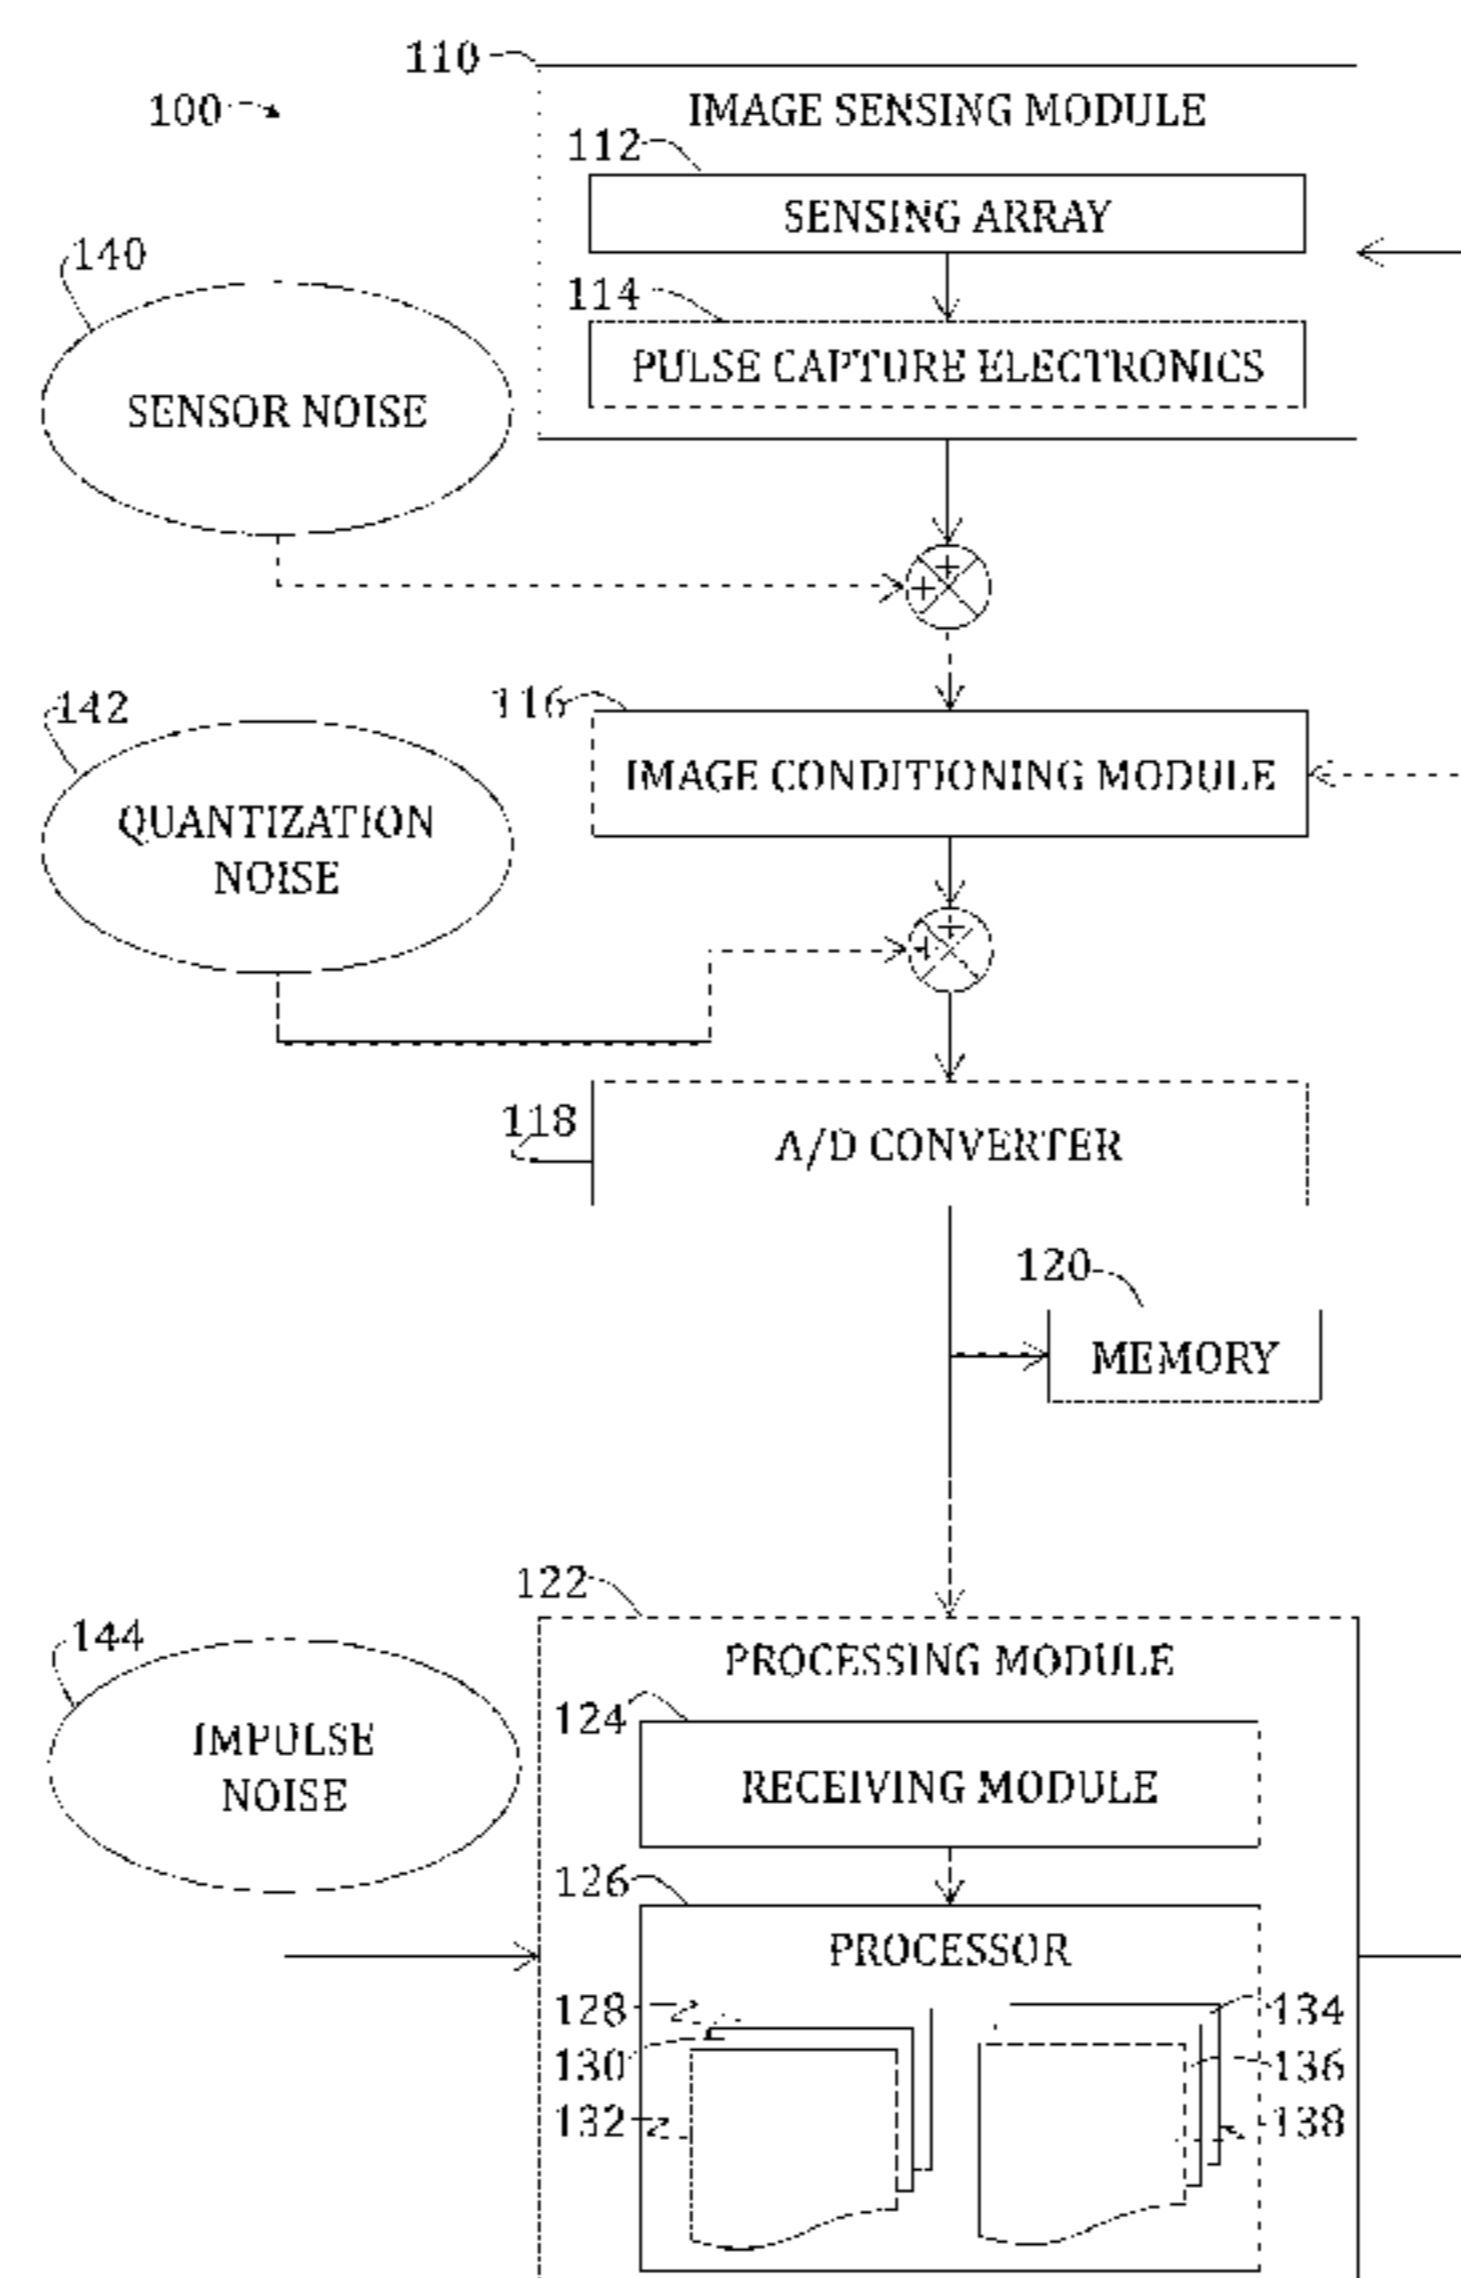 110
100
IMAGE SENSING MODULE
112
SENSING ARRAY
140
114
PULSE CAPTURE ELECTRONICS
SENSOR NOISE
+
+
142
116
IMAGE CONDITIONING MODULE
QUANTIZATION
NOISE
+
+
118
A/D CONVERTER
120
MEMORY
122
144
PROCESSING MODULE
124
IMPULSE
NOISE
RECEIVING MODULE
126
PROCESSOR
128
134
130
136
132
138